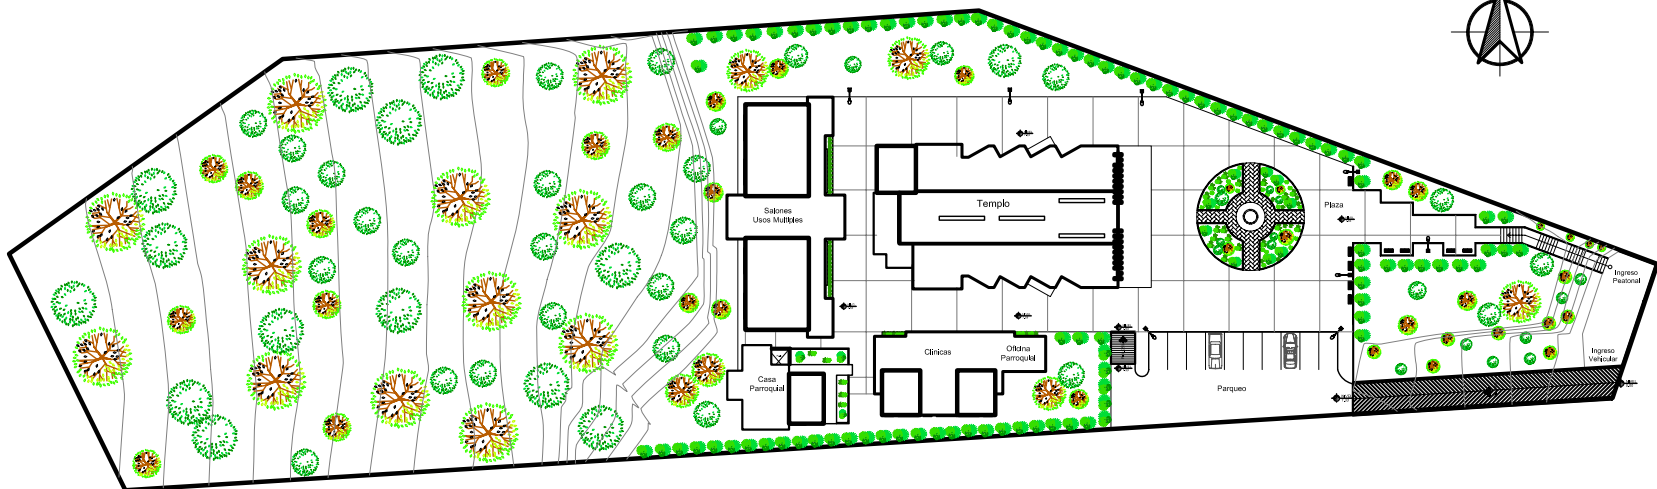 Templo
Plaza
Salones
Usos Multiples
Ingreso
Peatonal
Clinicas
Oficina
Parroquial
Ingreso
Vehicular
Casa
Parroquial
Parqueo